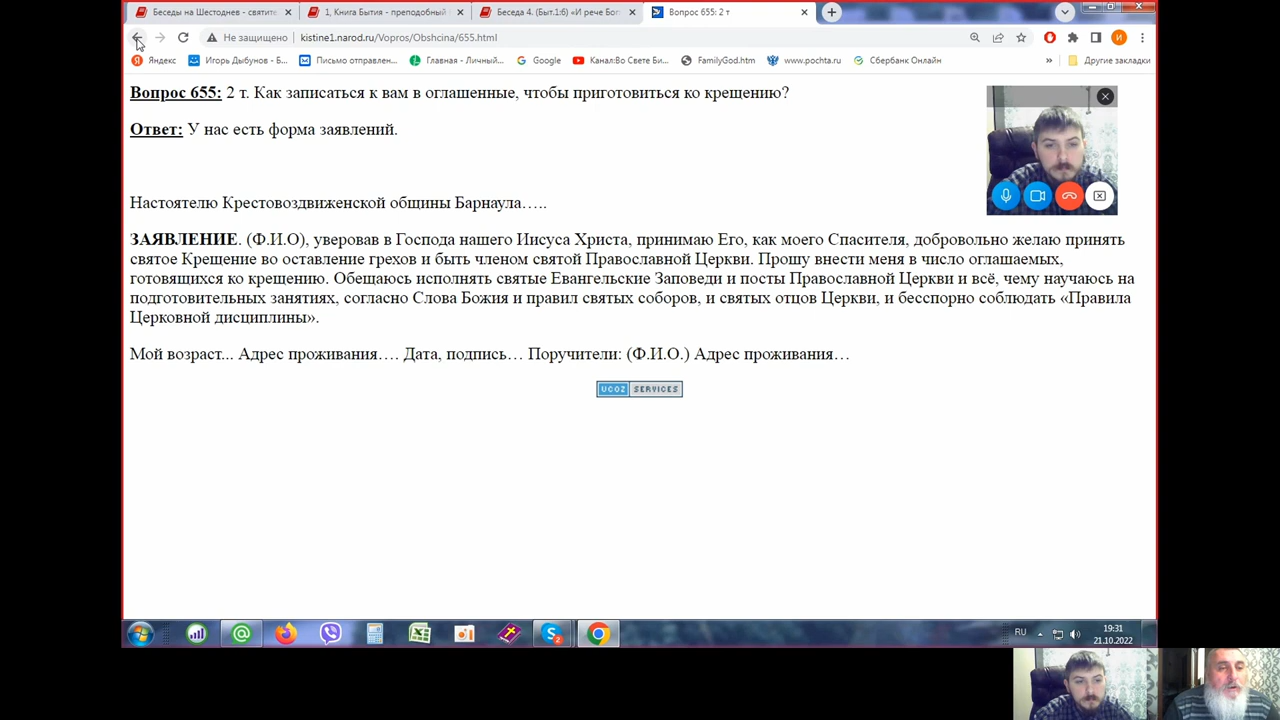 Беседы на Шестоднев - святите
1, Книга Бытия - преподобный
Беседа 4. (Быт.1:6) «И рече Бог
Вопрос 655: 2 т
Не защищено kistine1.narod.ru/Vopros/Obshcina/655.html
Яндекс Игорь Дыбунов - Б... Письмо отправлен... Главная - Личный... Google Канал:Во Свете Би... FamilyGod.htm www.pochta.ru Сбербанк Онлайн » Другие закладки
Вопрос 655: 2 т. Как записаться к вам в оглашенные, чтобы приготовиться ко крещению?
Ответ: У нас есть форма заявлений.
Настоятелю Крестовоздвиженской общины Барнаула…..
ЗАЯВЛЕНИЕ. (Ф.И.О), уверовав в Господа нашего Иисуса Христа, принимаю Его, как моего Спасителя, добровольно желаю принять
святое Крещение во оставление грехов и быть членом святой Православной Церкви. Прошу внести меня в число оглашаемых,
готовящихся ко крещению. Обещаюсь исполнять святые Евангельские Заповеди и посты Православной Церкви и всё, чему научаюсь на
подготовительных занятиях, согласно Слова Божия и правил святых соборов, и святых отцов Церкви, и бесспорно соблюдать «Правила
Церковной дисциплины».
Мой возраст... Адрес проживания…. Дата, подпись… Поручители: (Ф.И.О.) Адрес проживания…
UCOZ SERVICES
RU
19:31
21.10.2022